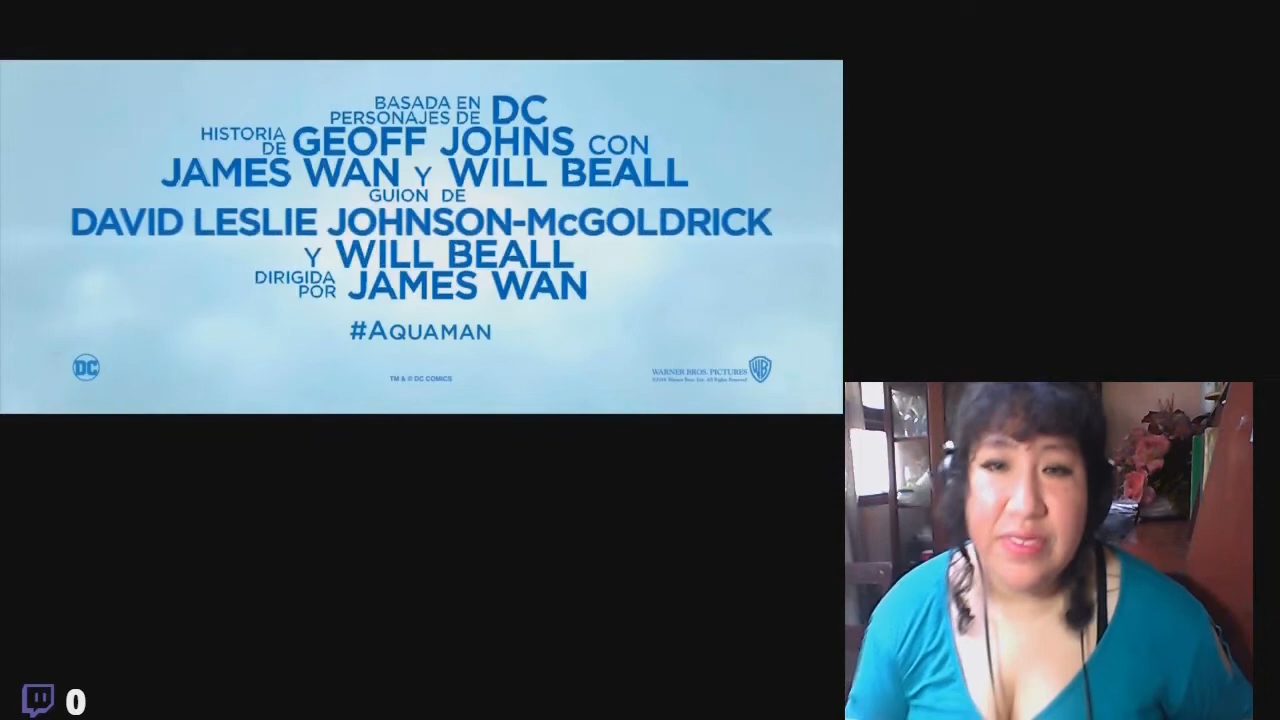 BASADA EN
PERSONAJES DE DC
HISTORIA
DE GEOFF JOHNS CON
JAMES WAN Y WILL BEALL
GUION DE
DAVID LESLIE JOHNSON-McGOLDRICK
Y WILL BEALL
DIRIGIDA
POR JAMES WAN
#AQUAMAN
DC
TM & © DC COMICS
WARNER BROS. PICTURES
WB
0